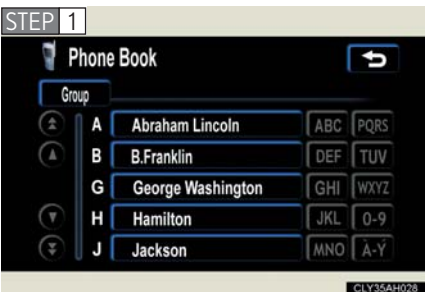 STEP 1
Phone Book
Group
A Abraham Lincoln ABC PQRS
B B.Franklin DEF TUV
G George Washington GHI WXYZ
H Hamilton JKL 0-9
J Jackson MNO À-Ý
CLY35AH028